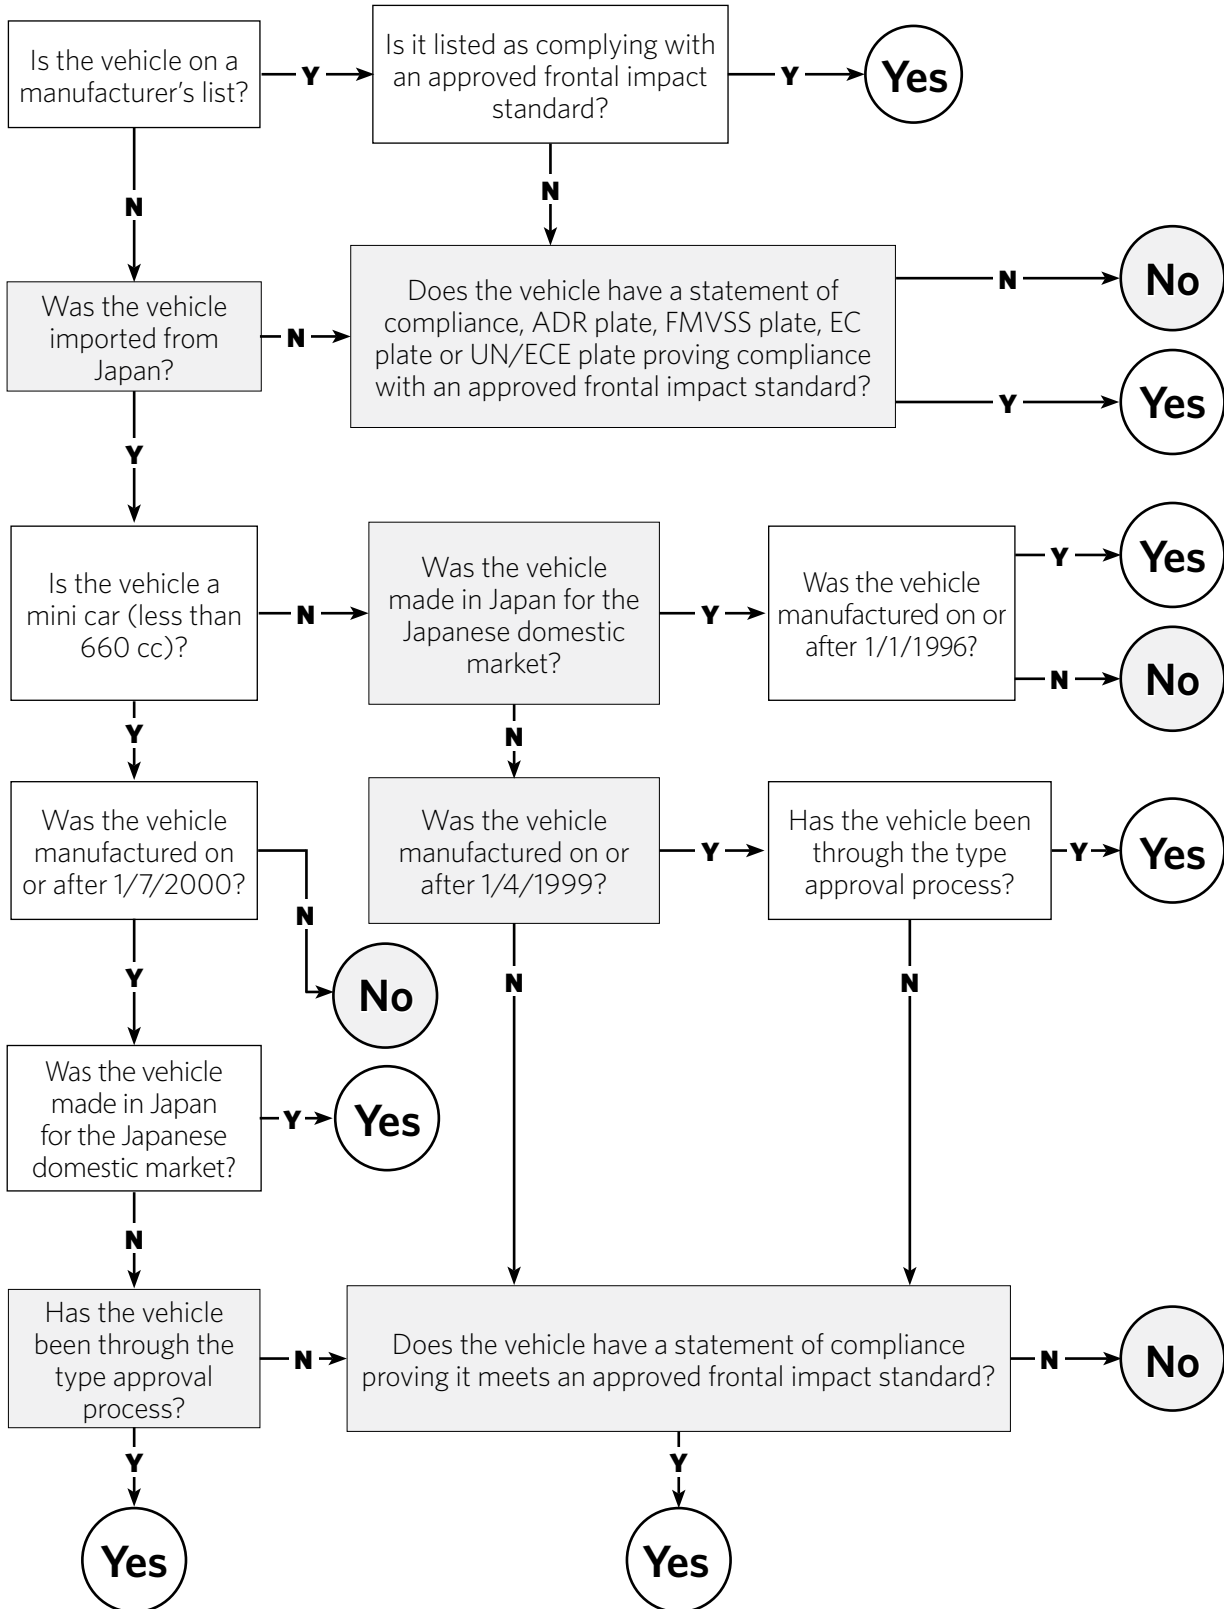 Is the vehicle on a
manufacturer’s list?
Y
Is it listed as complying with
an approved frontal impact
standard?
Y
Yes
N
N
Was the vehicle
imported from
Japan?
N
Does the vehicle have a statement of
compliance, ADR plate, FMVSS plate, EC
plate or UN/ECE plate proving compliance
with an approved frontal impact standard?
N
No
Y
Yes
Y
Is the vehicle a
mini car (less than
660 cc)?
N
Was the vehicle
made in Japan for the
Japanese domestic
market?
Y
Was the vehicle
manufactured on or
after 1/1/1996?
Y
Yes
N
No
Y
N
Was the vehicle
manufactured on
or after 1/7/2000?
N
No
Was the vehicle
manufactured on or
after 1/4/1999?
Y
Has the vehicle been
through the type
approval process?
Y
Yes
Y
N
N
Was the vehicle
made in Japan
for the Japanese
domestic market?
Y
Yes
N
Has the vehicle
been through the
type approval
process?
N
Does the vehicle have a statement of compliance
proving it meets an approved frontal impact standard?
N
No
Y
Yes
Y
Yes